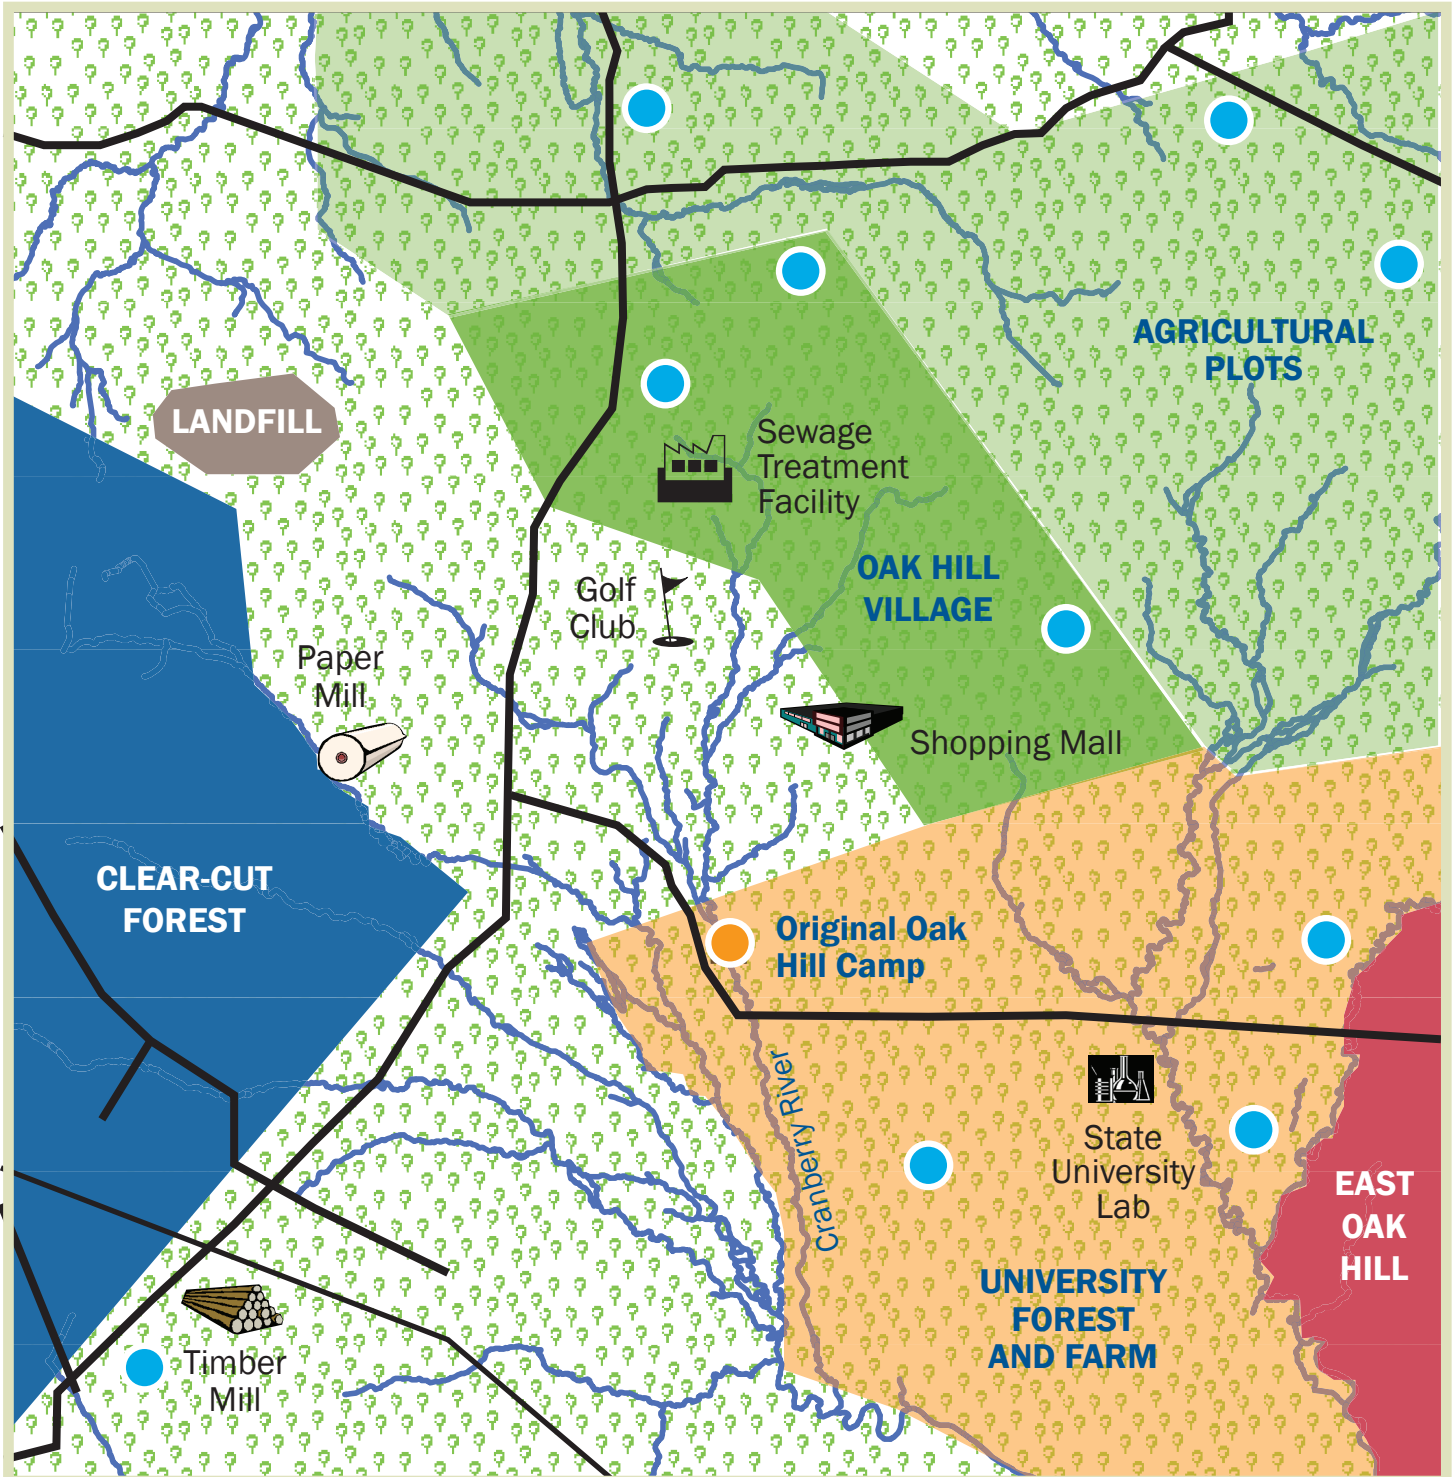 AGRICULTURAL
PLOTS
LANDFILL
Sewage
Treatment
Facility
OAK HILL
VILLAGE
Golf
Club
Paper
Mill
Shopping Mall
CLEAR-CUT
FOREST
Original Oak
Hill Camp
Cranberry River
State
University
Lab
EAST
OAK
HILL
UNIVERSITY
FOREST
AND FARM
Timber
Mill